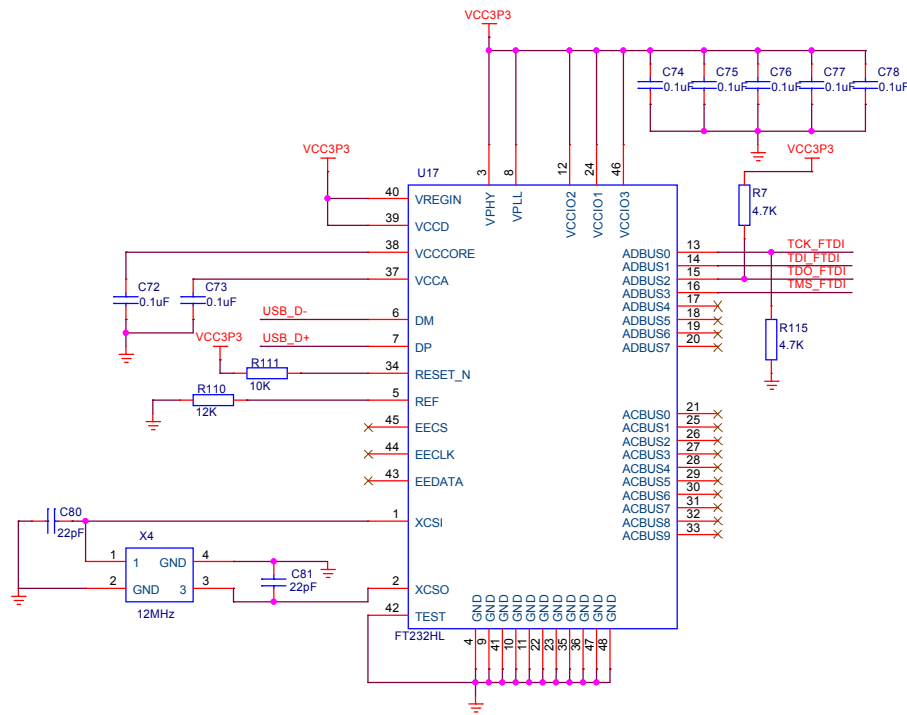 VCC3P3
C74
0.1uF
C75
0.1uF
C76
0.1uF
C77
0.1uF
C78
0.1uF
VCC3P3
VCC3P3
U17
3
8
12
24
46
VPHY
VPLL
VCCIO2
VCCIO1
VCCIO3
R7
4.7K
40 VREGIN
39 VCCD
38 VCCCORE
37 VCCA
C72
0.1uF
C73
0.1uF
USB_D-
6 DM
USB_D+
7 DP
VCC3P3
R111
10K
34 RESET_N
R110
12K
5 REF
45 EECS
44 EECLK
43 EEDATA
1 XCSI
2 XCSO
42 TEST
ADBUS0 13 TCK_FTDI
ADBUS1 14 TDI_FTDI
ADBUS2 15 TDO_FTDI
ADBUS3 16 TMS_FTDI
ADBUS4 17
ADBUS5 18
ADBUS6 19
ADBUS7 20
R115
4.7K
ACBUS0 21
ACBUS1 25
ACBUS2 26
ACBUS3 27
ACBUS4 28
ACBUS5 29
ACBUS6 30
ACBUS7 31
ACBUS8 32
ACBUS9 33
C80
22pF
X4
1 1 GND 4
2 GND 3 3
12MHz
C81
22pF
GND GND GND GND GND GND GND GND GND GND GND
FT232HL
4 9 41 10 11 22 23 35 36 47 48